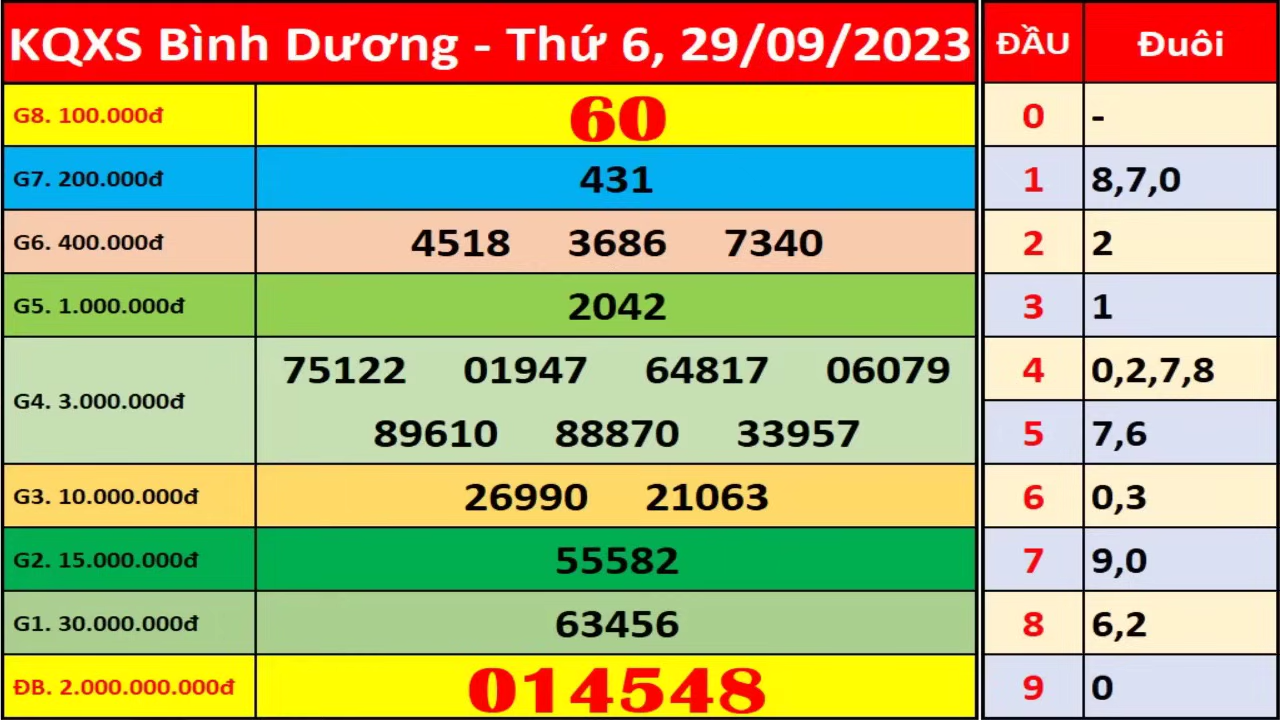 KQXS Bình Dương - Thứ 6, 29/09/2023 ĐẦU Đuôi
G8. 100.000đ 60 0 -
G7. 200.000đ 431 1 8,7,0
G6. 400.000đ 4518 3686 7340 2 2
G5. 1.000.000đ 2042 3 1
G4. 3.000.000đ 75122 01947 64817 06079 4 0,2,7,8
89610 88870 33957 5 7,6
G3. 10.000.000đ 26990 21063 6 0,3
G2. 15.000.000đ 55582 7 9,0
G1. 30.000.000đ 63456 8 6,2
ĐB. 2.000.000.000đ 014548 9 0